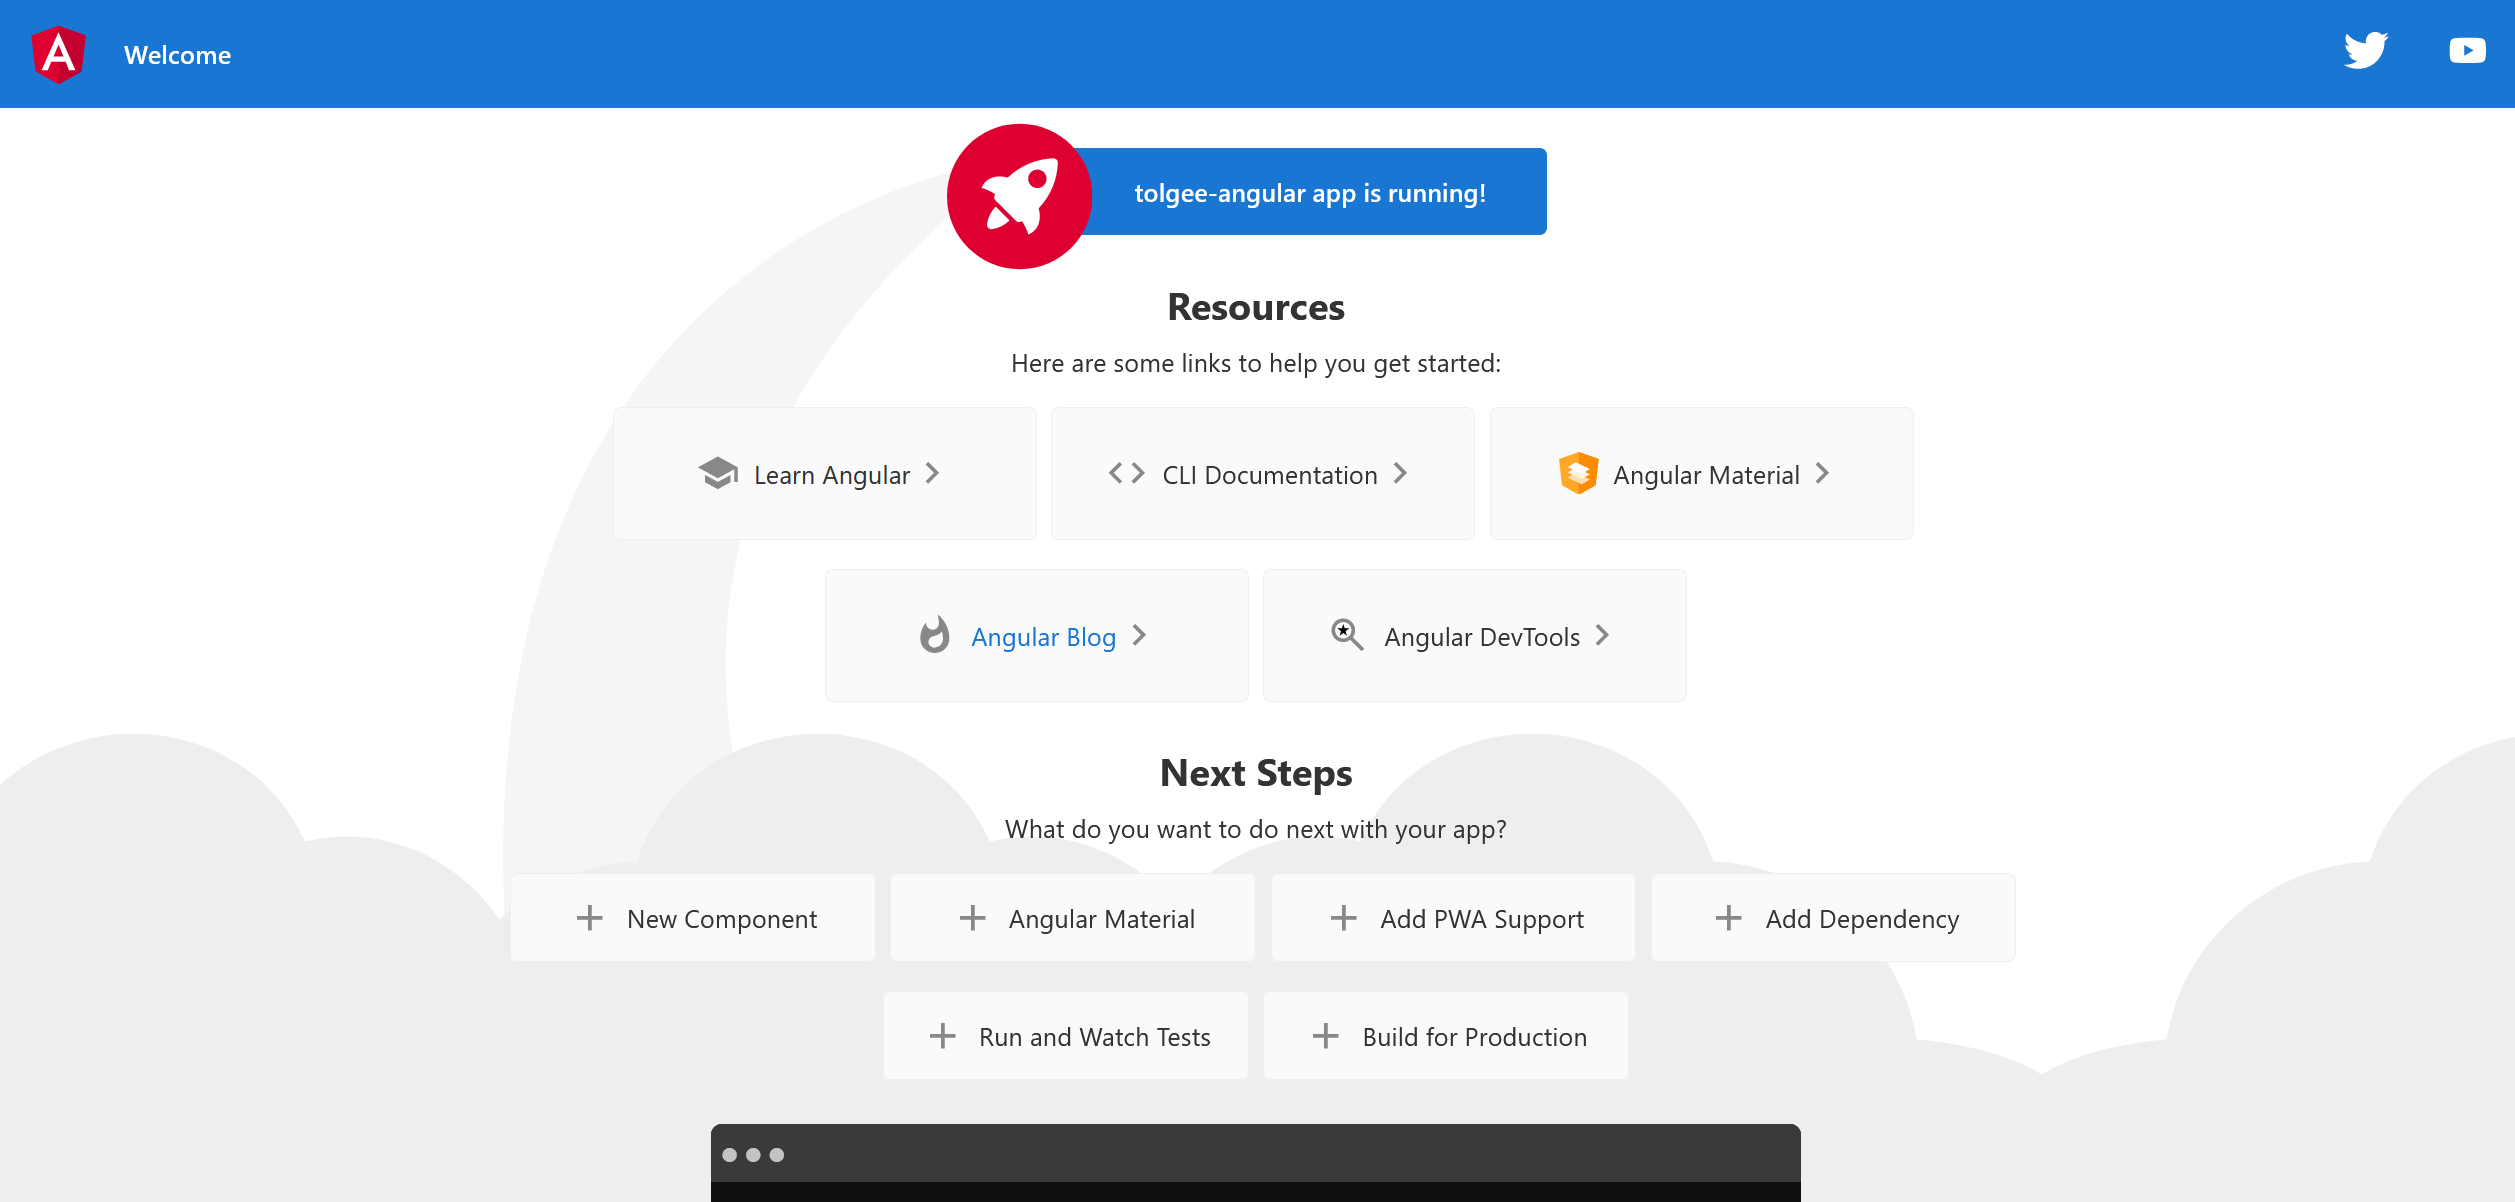 Welcome
tolgee-angular app is running!
Resources
Here are some links to help you get started:
Learn Angular
CLI Documentation
Angular Material
Angular Blog
Angular DevTools
Next Steps
What do you want to do next with your app?
New Component
Angular Material
Add PWA Support
Add Dependency
Run and Watch Tests
Build for Production